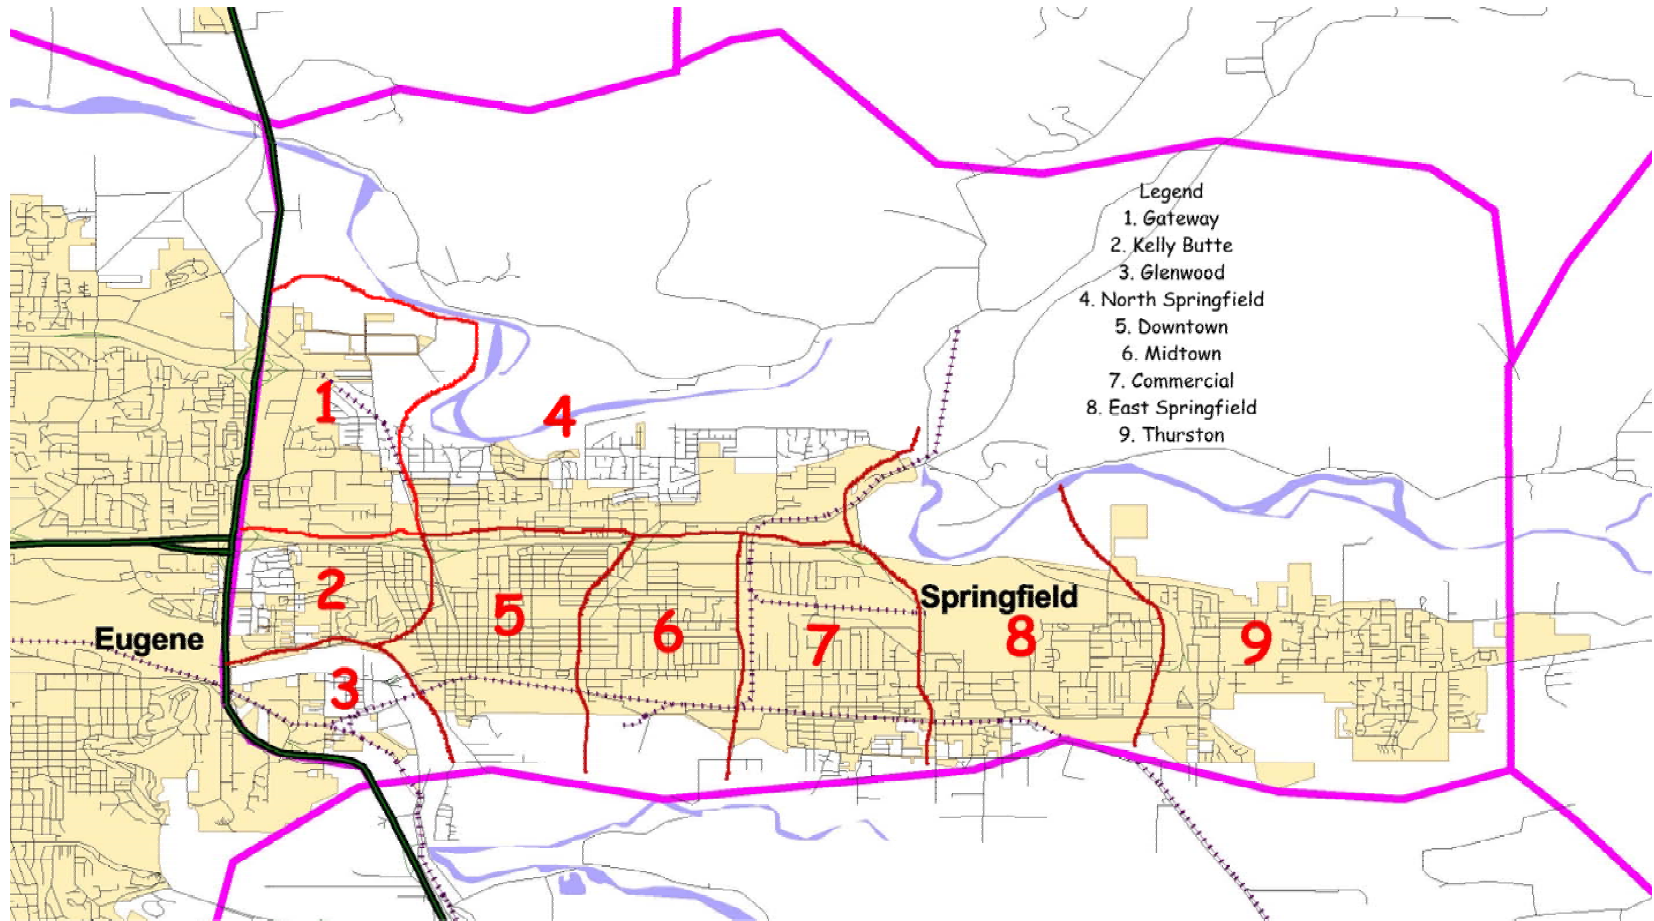 Legend
1. Gateway
2. Kelly Butte
3. Glenwood
4. North Springfield
5. Downtown
6. Midtown
7. Commercial
8. East Springfield
9. Thurston
1
4
2
5
6
7
Springfield
8
9
Eugene
3